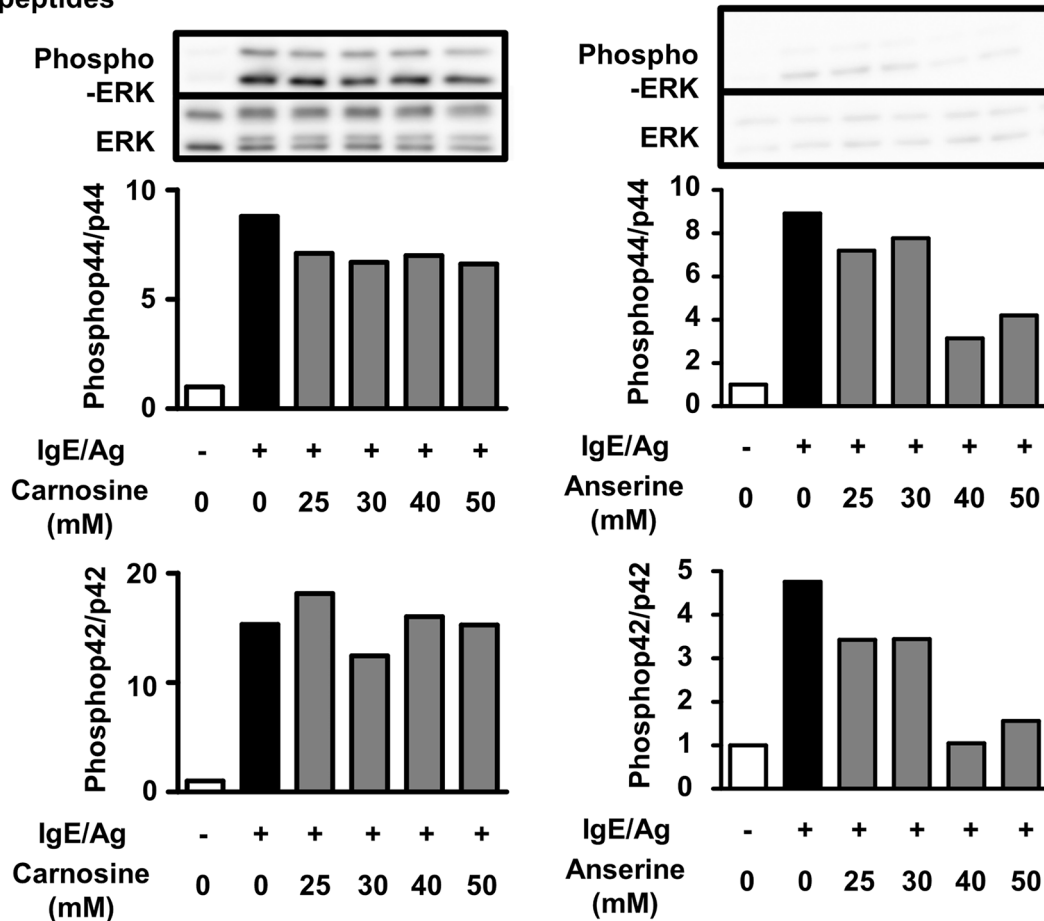 peptides
Phospho
-ERK
ERK
Phosphop44/p44
10
5
0
IgE/Ag - + + + + +
Carnosine
(mM)
0 0 25 30 40 50
Phospho
-ERK
ERK
Phosphop44/p44
10
8
6
4
2
0
IgE/Ag - + + + + +
Anserine
(mM)
0 0 25 30 40 50
Phosphop42/p42
20
10
0
IgE/Ag - + + + + +
Carnosine
(mM)
0 0 25 30 40 50
Phosphop42/p42
5
4
3
2
1
0
IgE/Ag - + + + + +
Anserine
(mM)
0 0 25 30 40 50